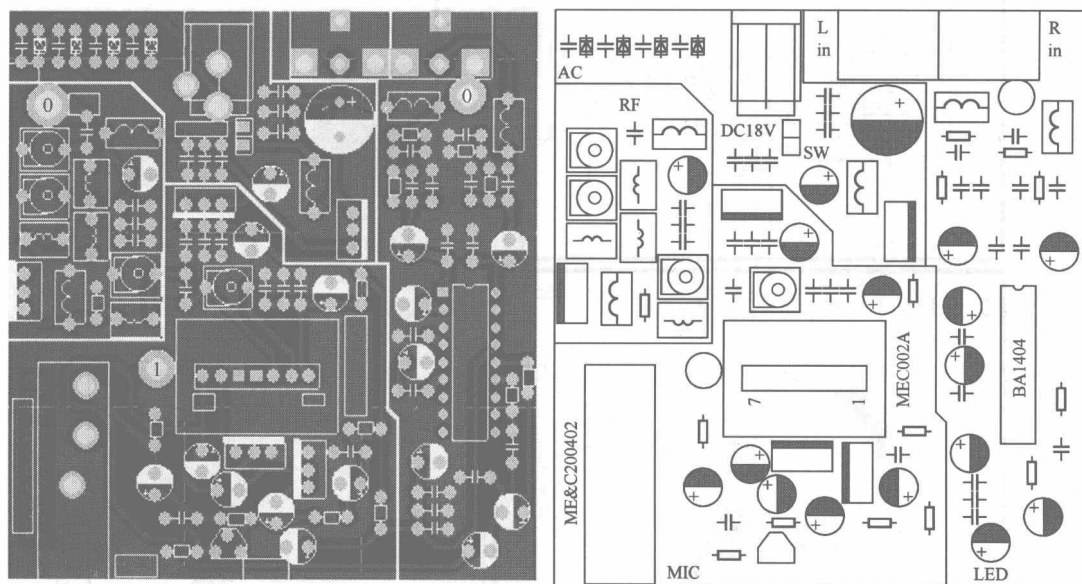 0
0
1
L
in
R
in
AC
RF
DC18V
SW
7
1
MEC002A
BA1404
ME&C200402
MIC
LED